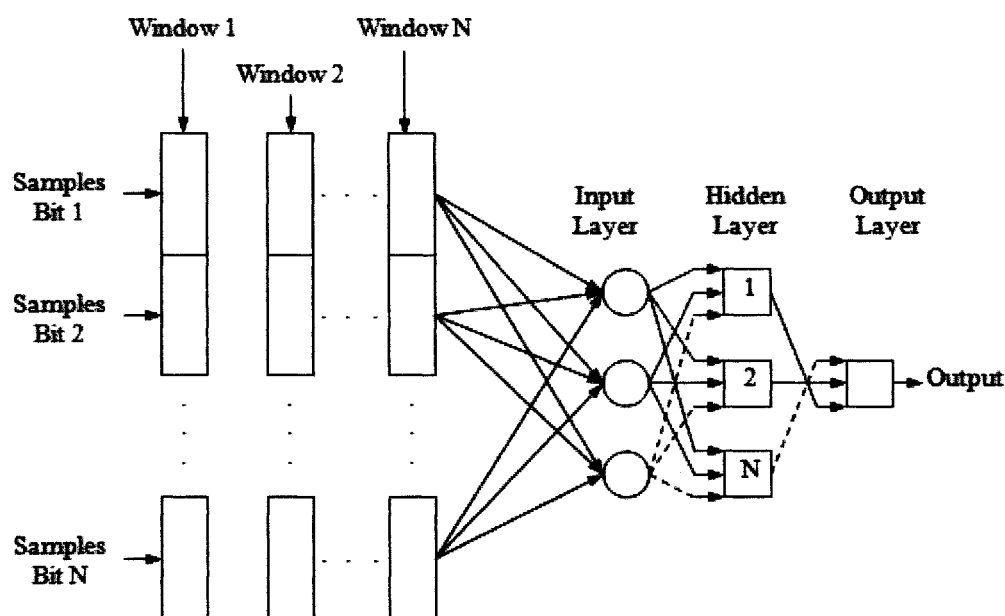 Window 1
Window N
Window 2
Samples
Bit 1
Input
Layer
Hidden
Layer
Output
Layer
Samples
Bit 2
1
2
Output
N
Samples
Bit N